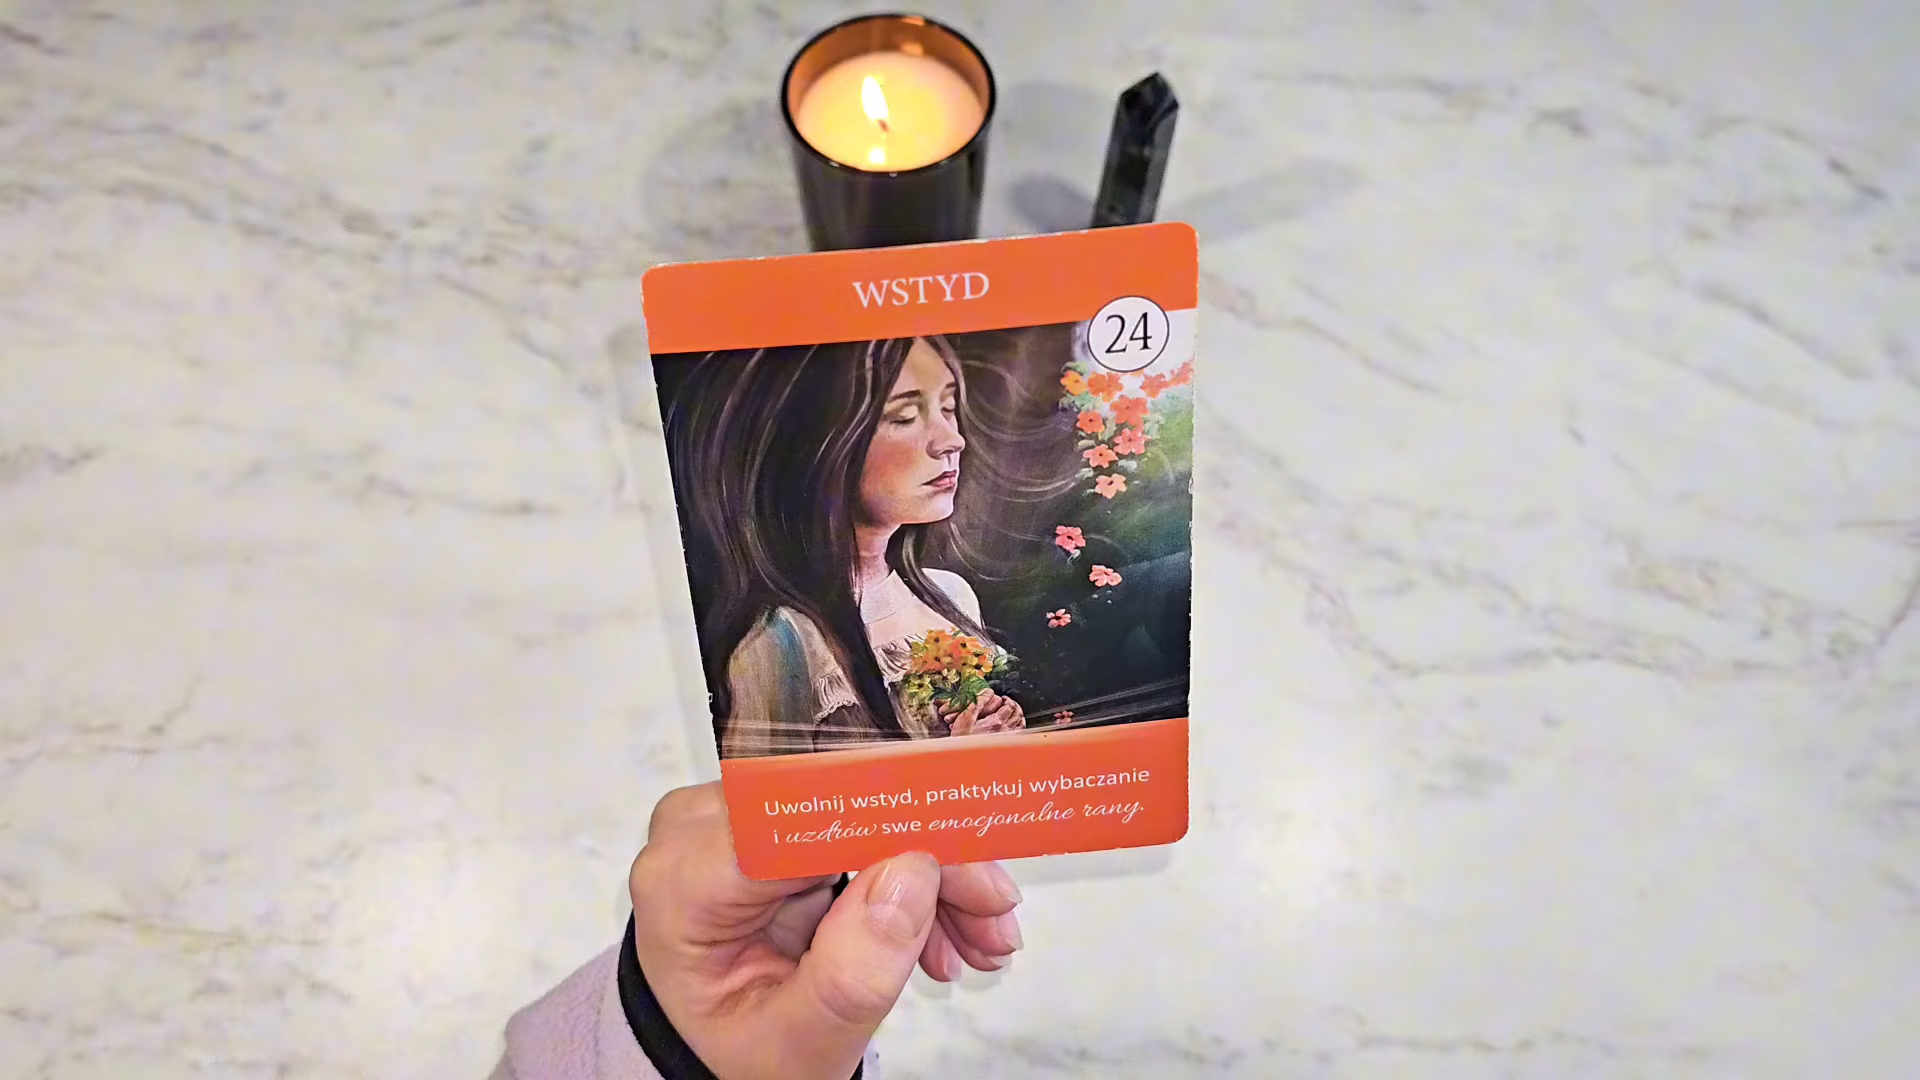 WSTYD
24
Uwolnij wstyd, praktykuj wybaczanie
i uzdrów swe emocjonalne rany.